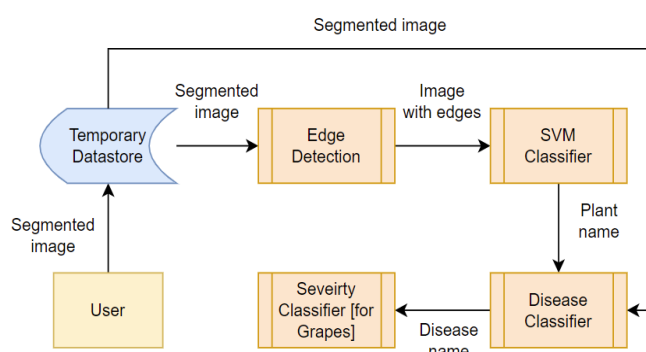 Segmented image
Segmented
image
Image
with edges
Temporary
Datastore
Edge
Detection
SVM
Classifier
Segmented
image
Plant
name
User
Seveirty
Classifier [for
Grapes]
Disease
name
Disease
Classifier